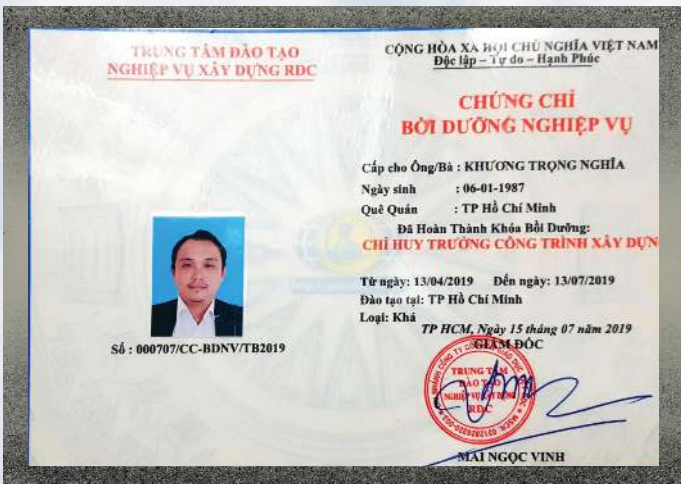 TRUNG TÂM ĐÀO TẠO
NGHIỆP VỤ XÂY DỰNG RDC
CỘNG HÒA XÃ HỘI CHỦ NGHĨA VIỆT NAM
Độc lập – Tự do – Hạnh Phúc
CHỨNG CHỈ
BỒI DƯỠNG NGHIỆP VỤ
Cấp cho Ông/Bà : KHƯƠNG TRỌNG NGHĨA
Ngày sinh : 06-01-1987
Quê Quán : TP Hồ Chí Minh
Đã Hoàn Thành Khóa Bồi Dưỡng:
CHỈ HUY TRƯỞNG CÔNG TRÌNH XÂY DỰN
Từ ngày: 13/04/2019 Đến ngày: 13/07/2019
Đào tạo tại: TP Hồ Chí Minh
Loại: Khá
TP HCM, Ngày 15 tháng 07 năm 2019
GIÁM ĐỐC
TRUNG TÂM
ĐÀO TẠO
NGHIỆP VỤ XÂY DỰNG
RDC
MAI NGỌC VINH
Số : 000707/CC-BDNV/TB2019